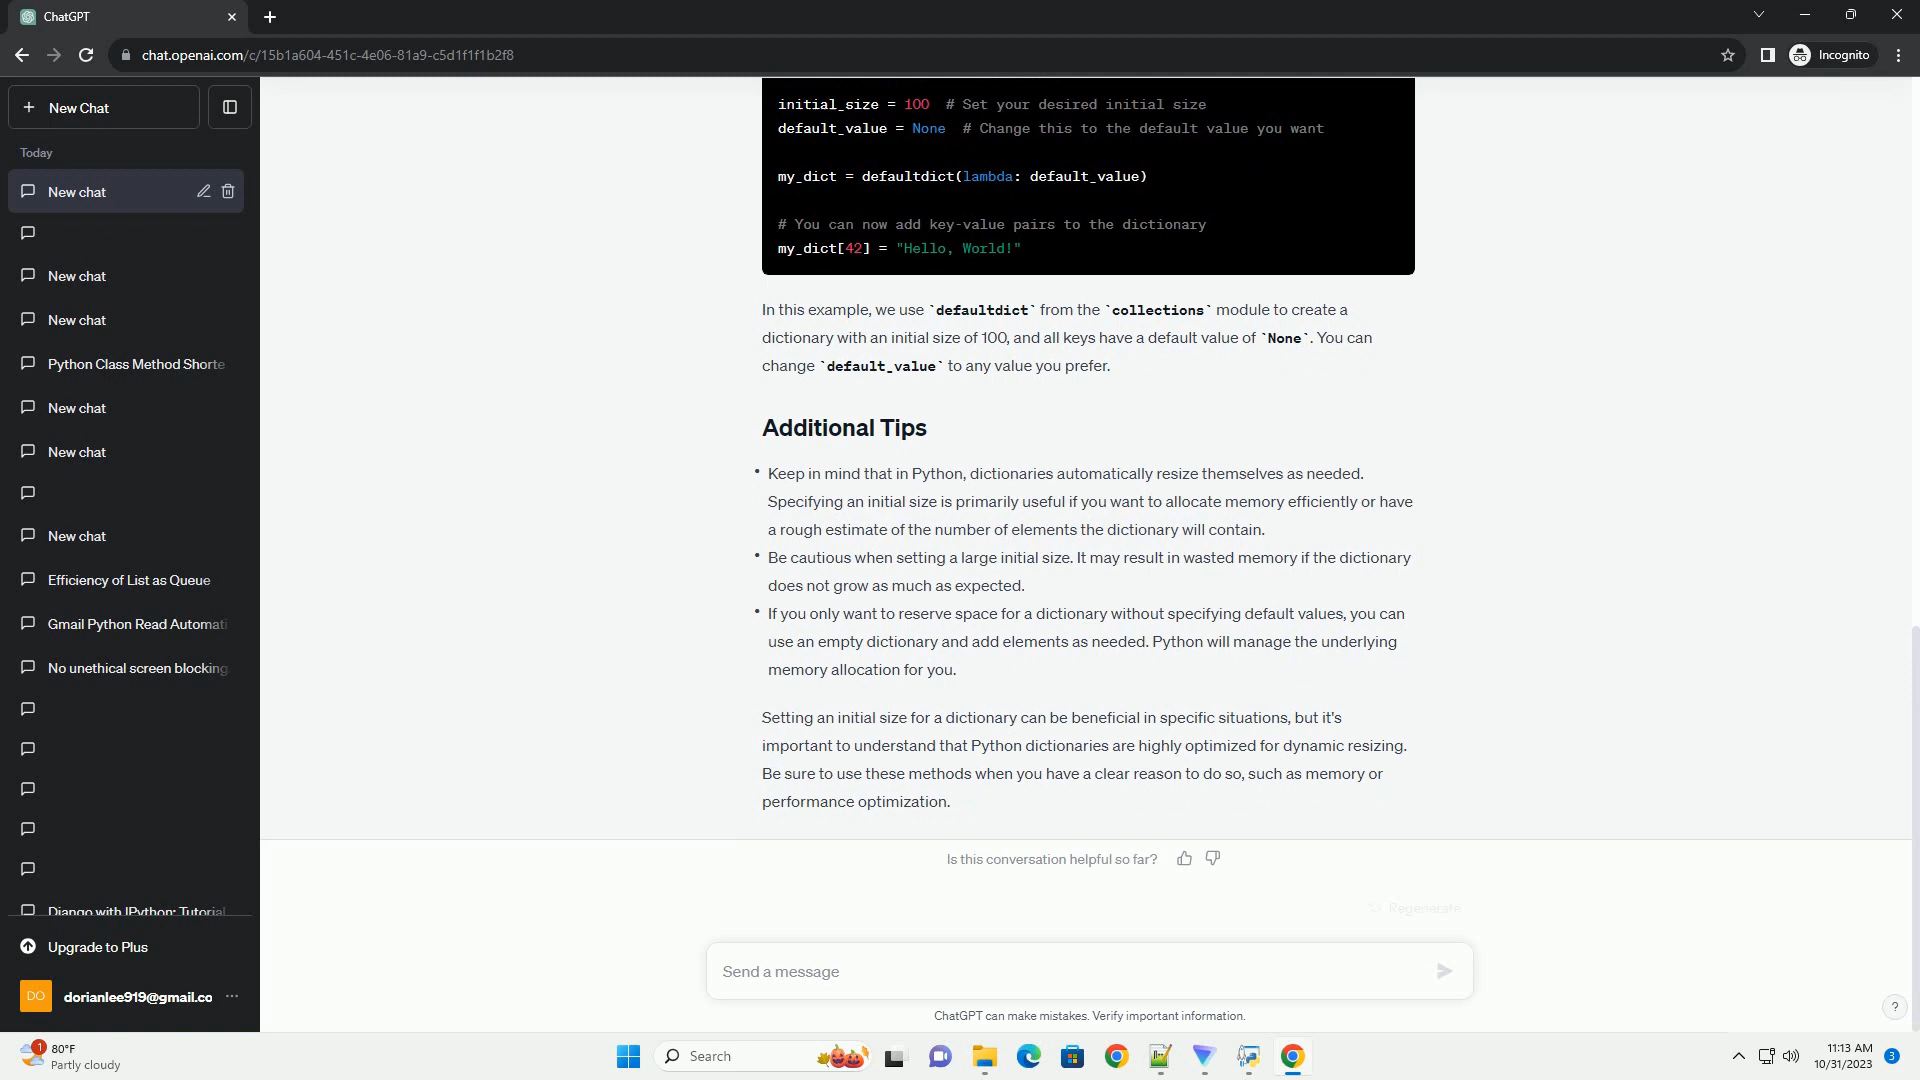 ChatGPT
chat.openai.com/c/15b1a604-451c-4e06-81a9-c5d1f1f1b2f8
Incognito
New Chat
Today
New chat
New chat
New chat
Python Class Method Shorte
New chat
New chat
New chat
Efficiency of List as Queue
Gmail Python Read Automati
No unethical screen blocking
Django with IPython: Tutorial
Upgrade to Plus
DO
dorianlee919@gmail.co
initial_size = 100  # Set your desired initial size
default_value = None  # Change this to the default value you want
my_dict = defaultdict(lambda: default_value)
# You can now add key-value pairs to the dictionary
my_dict[42] = "Hello, World!"
In this example, we use `defaultdict` from the `collections` module to create a
dictionary with an initial size of 100, and all keys have a default value of `None`. You can
change `default_value` to any value you prefer.
Additional Tips
• Keep in mind that in Python, dictionaries automatically resize themselves as needed.
Specifying an initial size is primarily useful if you want to allocate memory efficiently or have
a rough estimate of the number of elements the dictionary will contain.
• Be cautious when setting a large initial size. It may result in wasted memory if the dictionary
does not grow as much as expected.
• If you only want to reserve space for a dictionary without specifying default values, you can
use an empty dictionary and add elements as needed. Python will manage the underlying
memory allocation for you.
Setting an initial size for a dictionary can be beneficial in specific situations, but it's
important to understand that Python dictionaries are highly optimized for dynamic resizing.
Be sure to use these methods when you have a clear reason to do so, such as memory or
performance optimization.
Is this conversation helpful so far?
Regenerate
Send a message
ChatGPT can make mistakes. Verify important information.
?
1
80°F
Partly cloudy
Search
11:13 AM
10/31/2023
3